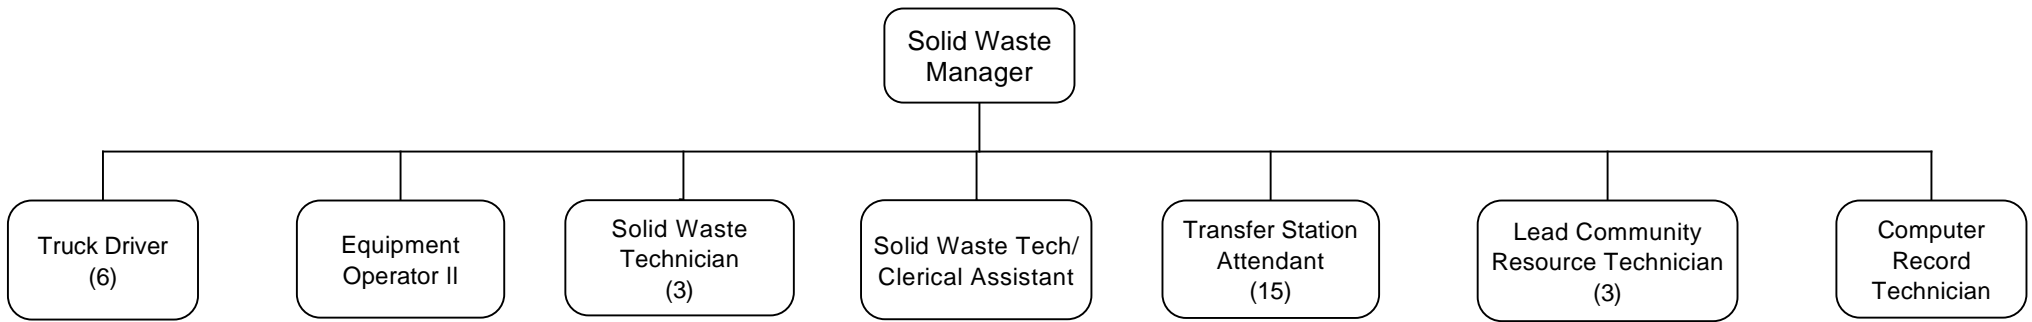 Solid Waste
Manager
Truck Driver
(6)
Equipment
Operator II
Solid Waste
Technician
(3)
Solid Waste Tech/
Clerical Assistant
Transfer Station
Attendant
(15)
Lead Community
Resource Technician
(3)
Computer
Record
Technician